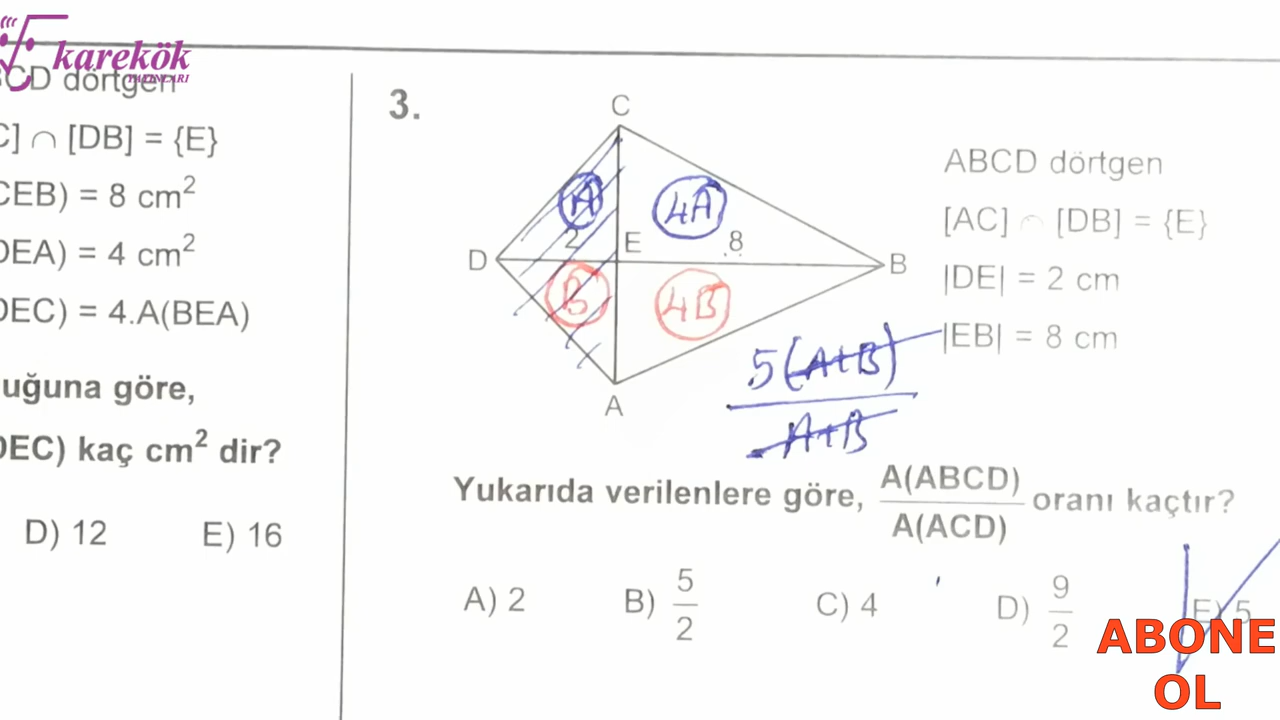 karekök
YAYINLARI
BCD dörtgen
C] ∩ [DB] = {E}
CEB) = 8 cm²
DEA) = 4 cm²
DEC) = 4.A(BEA)
uğuna göre,
DEC) kaç cm² dir?
D) 12 E) 16
3.
C
A 4A
2 E 8
D B
B 4B
A
ABCD dörtgen
[AC] ∩ [DB] = {E}
|DE| = 2 cm
|EB| = 8 cm
5(A+B)
A+B
Yukarıda verilenlere göre, A(ABCD)/A(ACD) oranı kaçtır?
A) 2 B) 5/2 C) 4 D) 9/2 E) 5
ABONE
OL